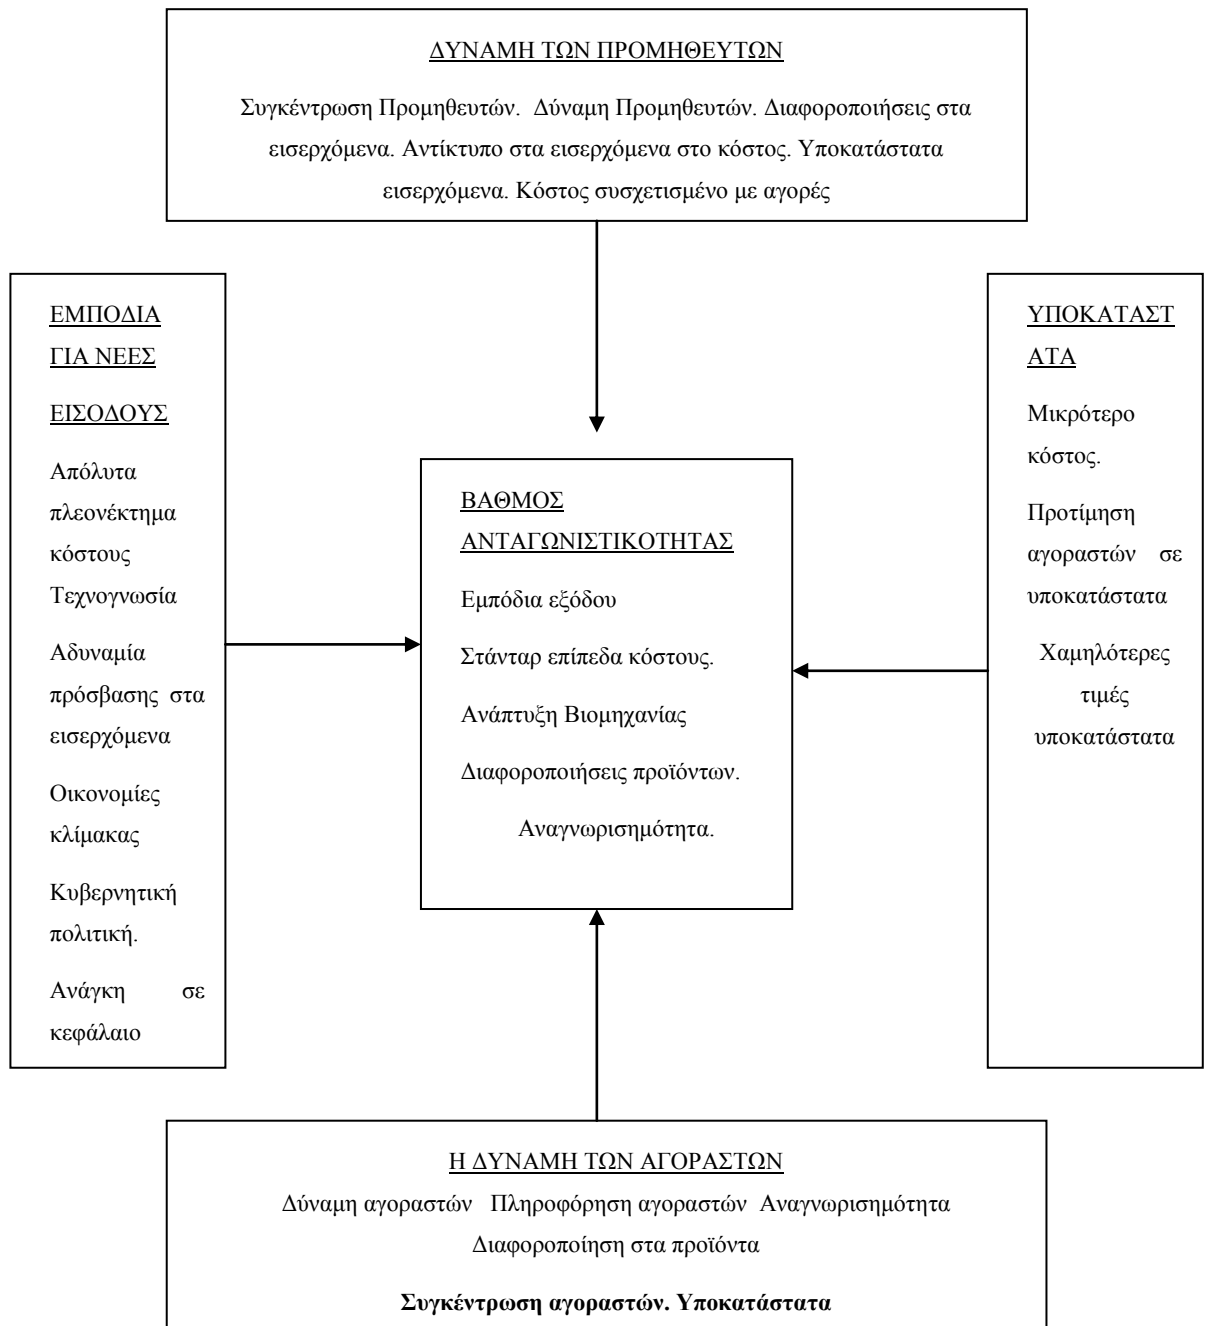 ΔΥΝΑΜΗ ΤΩΝ ΠΡΟΜΗΘΕΥΤΩΝ
Συγκέντρωση Προμηθευτών. Δύναμη Προμηθευτών. Διαφοροποιήσεις στα
εισερχόμενα. Αντίκτυπο στα εισερχόμενα στο κόστος. Υποκατάστατα
εισερχόμενα. Κόστος συσχετισμένο με αγορές
ΕΜΠΟΔΙΑ
ΓΙΑ ΝΕΕΣ
ΕΙΣΟΔΟΥΣ
Απόλυτα
πλεονέκτημα
κόστους
Τεχνογνωσία
Αδυναμία
πρόσβασης στα
εισερχόμενα
Οικονομίες
κλίμακας
Κυβερνητική
πολιτική.
Ανάγκη σε
κεφάλαιο
ΒΑΘΜΟΣ
ΑΝΤΑΓΩΝΙΣΤΙΚΟΤΗΤΑΣ
Εμπόδια εξόδου
Στάνταρ επίπεδα κόστους.
Ανάπτυξη Βιομηχανίας
Διαφοροποιήσεις προϊόντων.
Αναγνωρισημότητα.
ΥΠΟΚΑΤΑΣΤ
ΑΤΑ
Μικρότερο
κόστος.
Προτίμηση
αγοραστών σε
υποκατάστατα
Χαμηλότερες
τιμές
υποκατάστατα
Η ΔΥΝΑΜΗ ΤΩΝ ΑΓΟΡΑΣΤΩΝ
Δύναμη αγοραστών Πληροφόρηση αγοραστών Αναγνωρισημότητα
Διαφοροποίηση στα προϊόντα
Συγκέντρωση αγοραστών. Υποκατάστατα